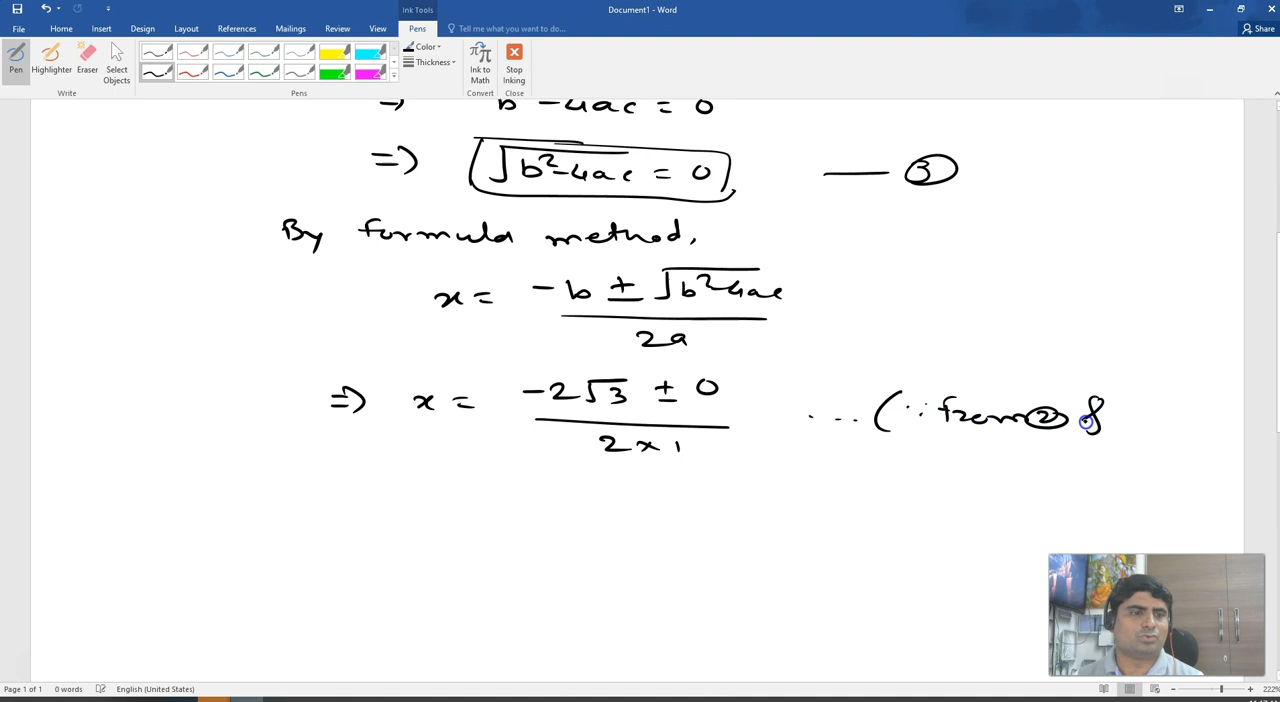 Ink Tools
Document1 - Word
File Home Insert Design Layout References Mailings Review View Pens Tell me what you want to do... Share
Pen Highlighter Eraser Select Objects
Color
Thickness
Ink to Math
Stop Inking
Write Pens Convert Close
=> b - 4ac = 0
=> √b²-4ac = 0 —— ③
By formula method,
x = -b ± √b²-4ac
2a
=> x = -2√3 ± 0 ... (∵ from ② &
2 x 1
Page 1 of 1 0 words English (United States) 222%